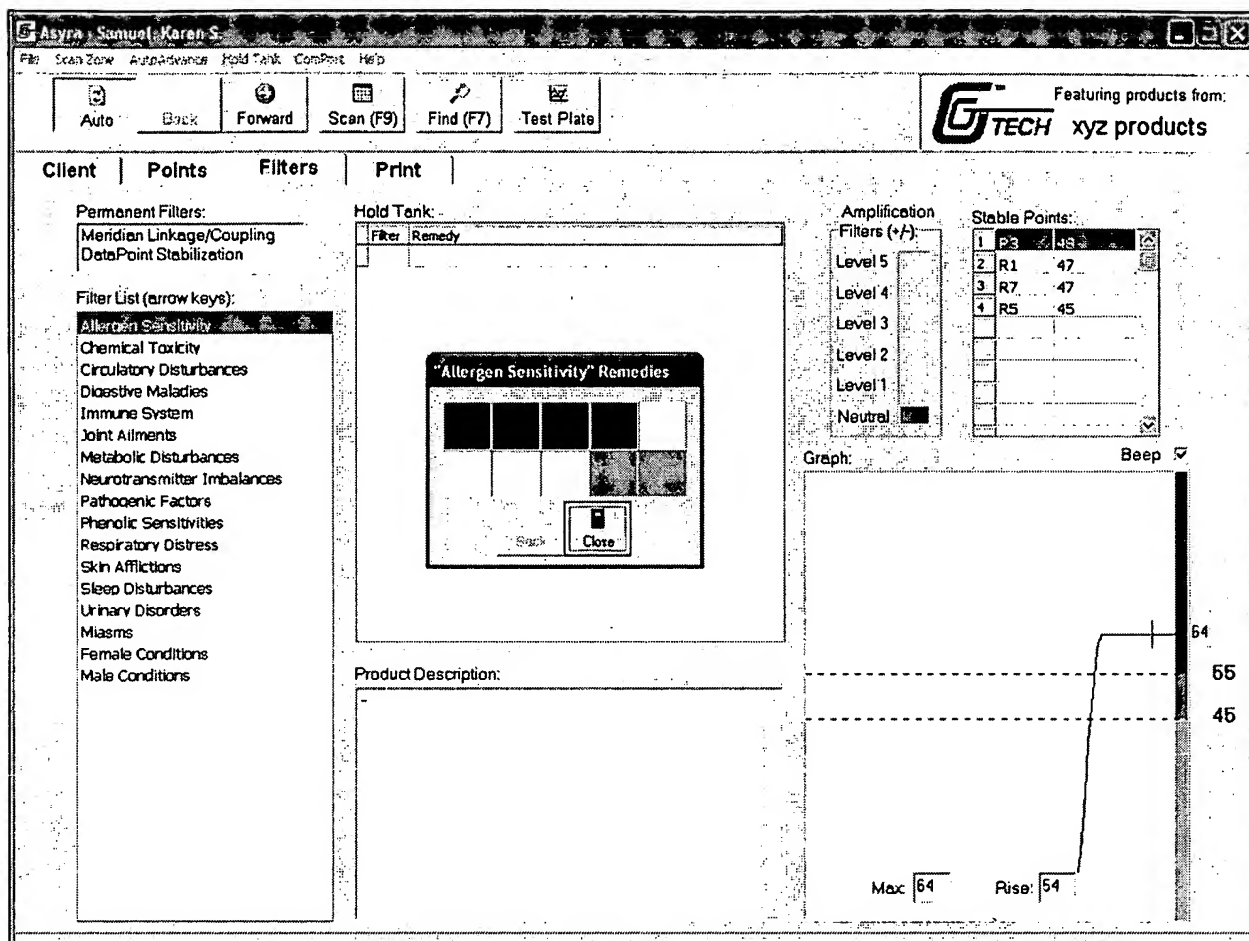 Asyra - Samuel, Karen S.
File Scan Zone AutoAdvance Hold Tank ComPort Help
Auto Back Forward Scan (F9) Find (F7) Test Plate
GTECH
Featuring products from:
xyz products
Client Points Filters Print
Permanent Filters:
Meridian Linkage/Coupling
DataPoint Stabilization
Filter List (arrow keys):
Allergen Sensitivity
Chemical Toxicity
Circulatory Disturbances
Digestive Maladies
Immune System
Joint Ailments
Metabolic Disturbances
Neurotransmitter Imbalances
Pathogenic Factors
Phenolic Sensitivities
Respiratory Distress
Skin Afflictions
Sleep Disturbances
Urinary Disorders
Miasms
Female Conditions
Male Conditions
Hold Tank:
Filter Remedy
"Allergen Sensitivity" Remedies
Back Close
Product Description:
Amplification
Filters (+/-):
Level 5
Level 4
Level 3
Level 2
Level 1
Neutral
Stable Points:
1 P3 48
2 R1 47
3 R7 47
4 R5 45
Graph:
Beep
64
55
45
Max: 64 Rise: 54